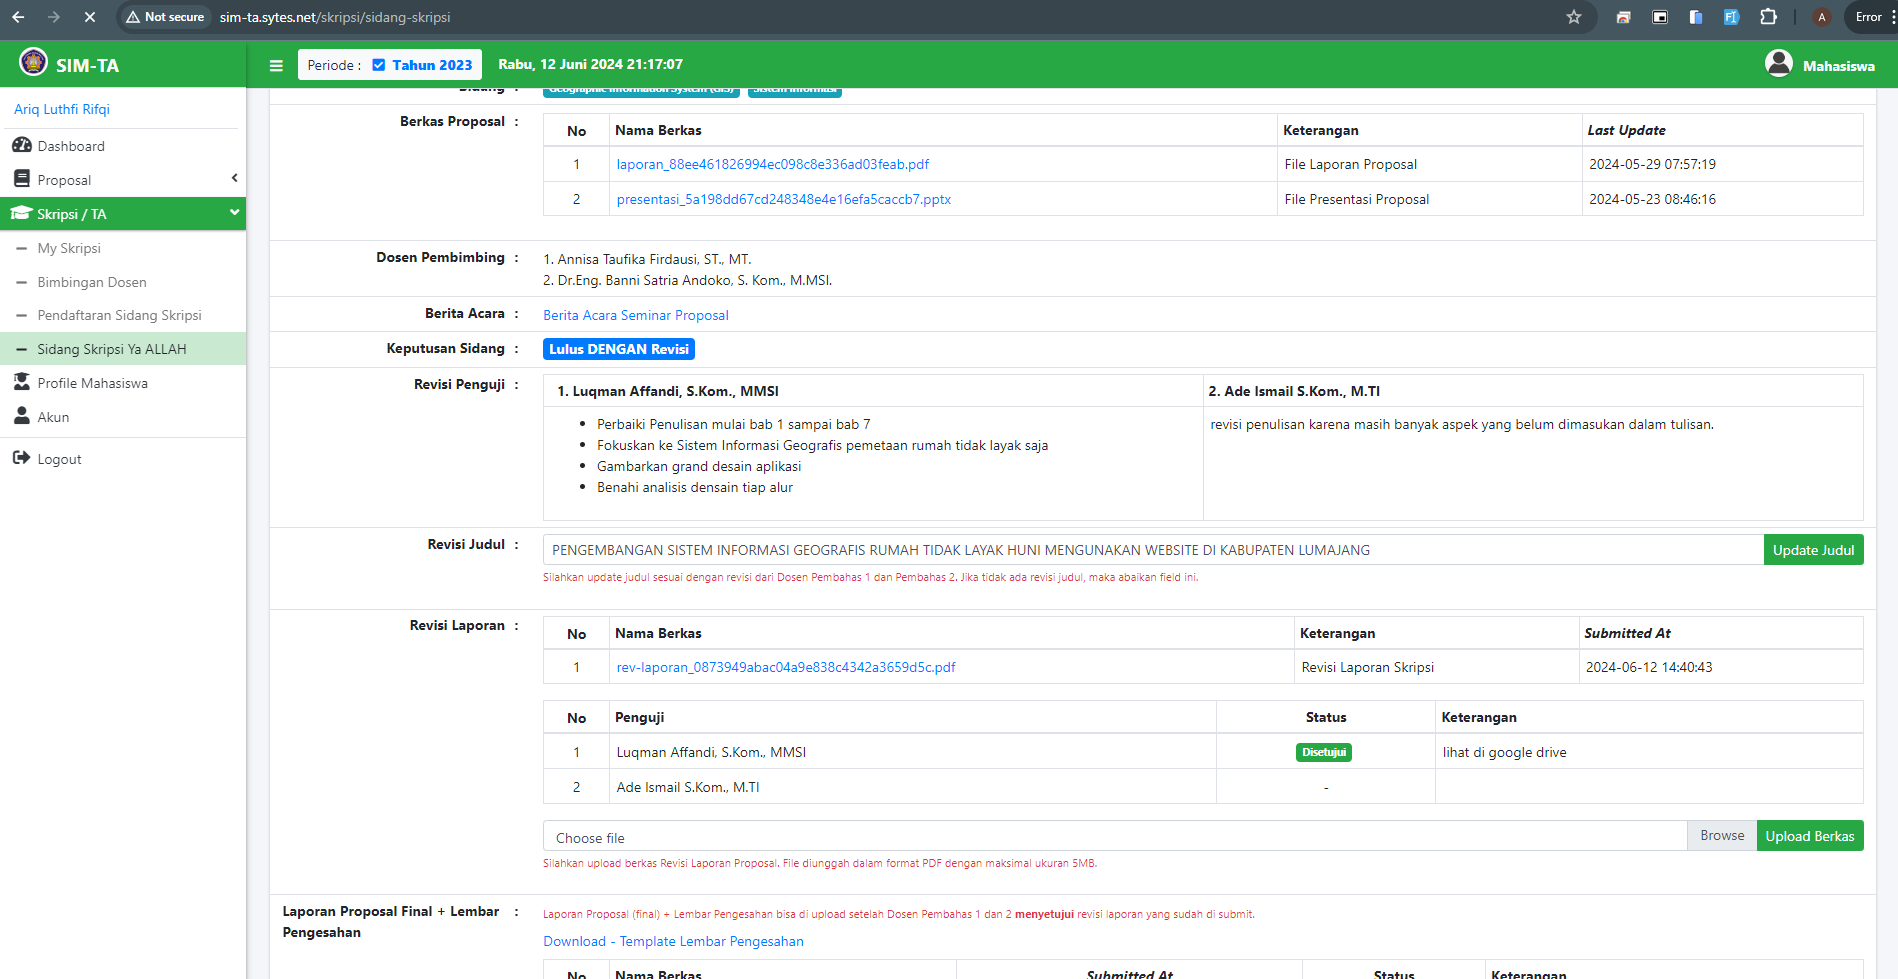 Not secure sim-ta.sytes.net/skripsi/sidang-skripsi
A Error
SIM-TA
Periode : Tahun 2023 Rabu, 12 Juni 2024 21:17:07
Mahasiswa
Ariq Luthfi Rifqi
Dashboard
Proposal
Skripsi / TA
My Skripsi
Bimbingan Dosen
Pendaftaran Sidang Skripsi
Sidang Skripsi Ya ALLAH
Profile Mahasiswa
Akun
Logout
Bidang : Geographic Information System (GIS) Sistem Informasi
Berkas Proposal :
No Nama Berkas Keterangan Last Update
1 laporan_88ee461826994ec098c8e336ad03feab.pdf File Laporan Proposal 2024-05-29 07:57:19
2 presentasi_5a198dd67cd248348e4e16efa5caccb7.pptx File Presentasi Proposal 2024-05-23 08:46:16
Dosen Pembimbing : 1. Annisa Taufika Firdausi, ST., MT.
2. Dr.Eng. Banni Satria Andoko, S. Kom., M.MSI.
Berita Acara : Berita Acara Seminar Proposal
Keputusan Sidang : Lulus DENGAN Revisi
Revisi Penguji :
1. Luqman Affandi, S.Kom., MMSI 2. Ade Ismail S.Kom., M.TI
• Perbaiki Penulisan mulai bab 1 sampai bab 7 revisi penulisan karena masih banyak aspek yang belum dimasukan dalam tulisan.
• Fokuskan ke Sistem Informasi Geografis pemetaan rumah tidak layak saja
• Gambarkan grand desain aplikasi
• Benahi analisis densain tiap alur
Revisi Judul : PENGEMBANGAN SISTEM INFORMASI GEOGRAFIS RUMAH TIDAK LAYAK HUNI MENGUNAKAN WEBSITE DI KABUPATEN LUMAJANG Update Judul
Silahkan update judul sesuai dengan revisi dari Dosen Pembahas 1 dan Pembahas 2. Jika tidak ada revisi judul, maka abaikan field ini.
Revisi Laporan :
No Nama Berkas Keterangan Submitted At
1 rev-laporan_0873949abac04a9e838c4342a3659d5c.pdf Revisi Laporan Skripsi 2024-06-12 14:40:43
No Penguji Status Keterangan
1 Luqman Affandi, S.Kom., MMSI Disetujui lihat di google drive
2 Ade Ismail S.Kom., M.TI -
Choose file Browse Upload Berkas
Silahkan upload berkas Revisi Laporan Proposal. File diunggah dalam format PDF dengan maksimal ukuran 5MB.
Laporan Proposal Final + Lembar Pengesahan :
Laporan Proposal (final) + Lembar Pengesahan bisa di upload setelah Dosen Pembahas 1 dan 2 menyetujui revisi laporan yang sudah di submit.
Download - Template Lembar Pengesahan
No Nama Berkas Submitted At Status Keterangan